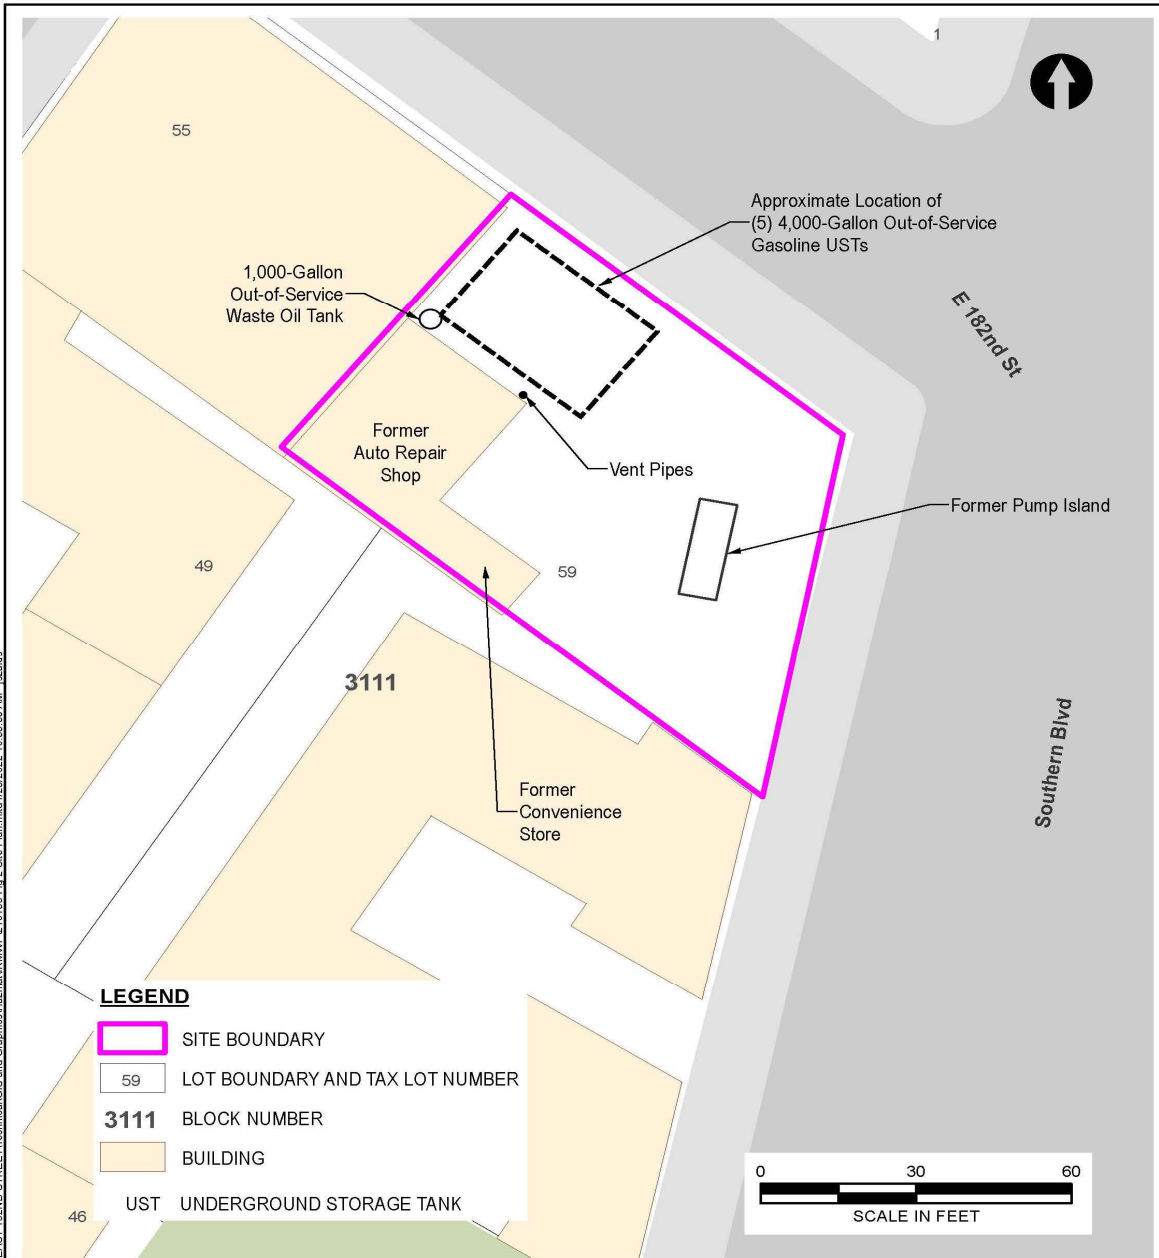 1
55
Approximate Location of
(5) 4,000-Gallon Out-of-Service
Gasoline USTs
1,000-Gallon
Out-of-Service
Waste Oil Tank
E 182nd St
Former
Auto Repair
Shop
Vent Pipes
Former Pump Island
49
59
3111
Southern Blvd
Former
Convenience
Store
LEGEND
SITE BOUNDARY
59 LOT BOUNDARY AND TAX LOT NUMBER
3111 BLOCK NUMBER
BUILDING
UST UNDERGROUND STORAGE TANK
46
0 30 60
SCALE IN FEET